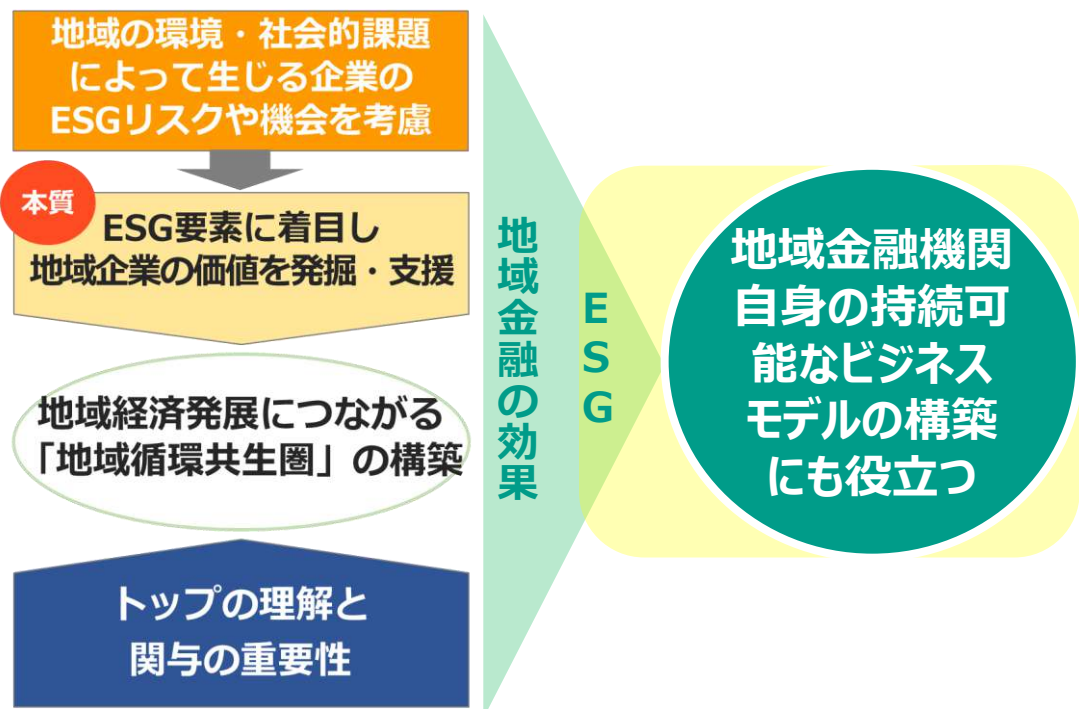 地域の環境・社会的課題
によって生じる企業の
ESGリスクや機会を考慮
本質
ESG要素に着目し
地域企業の価値を発掘・支援
地域経済発展につながる
「地域循環共生圏」の構築
トップの理解と
関与の重要性
ESG
地域金融の効果
地域金融機関
自身の持続可
能なビジネス
モデルの構築
にも役立つ